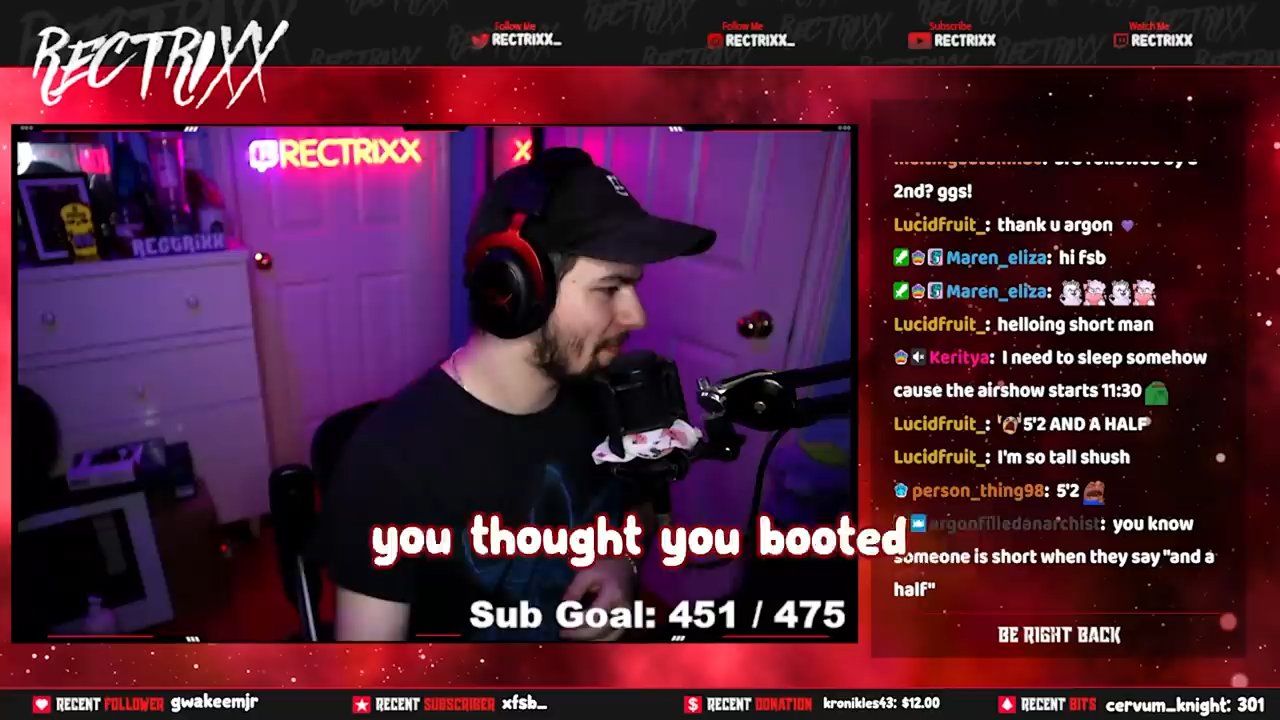 RECTRIXX
Follow Me
RECTRIXX_
Follow Me
RECTRIXX_
Subscribe
RECTRIXX
Watch Me
RECTRIXX
RECTRIXX
X
RECTRIXX
2nd? ggs!
Lucidfruit_: thank u argon
Maren_eliza: hi fsb
Maren_eliza:
Lucidfruit_: helloing short man
Keritya: I need to sleep somehow
cause the airshow starts 11:30
Lucidfruit_: 5'2 AND A HALF
Lucidfruit_: I'm so tall shush
person_thing98: 5'2
argonfilledanarchist: you know
someone is short when they say "and a
half"
you thought you booted
Sub Goal: 451 / 475
BE RIGHT BACK
RECENT FOLLOWER gwakeemjr
RECENT SUBSCRIBER xfsb_
RECENT DONATION kronikles43: $12.00
RECENT BITS cervum_knight: 301